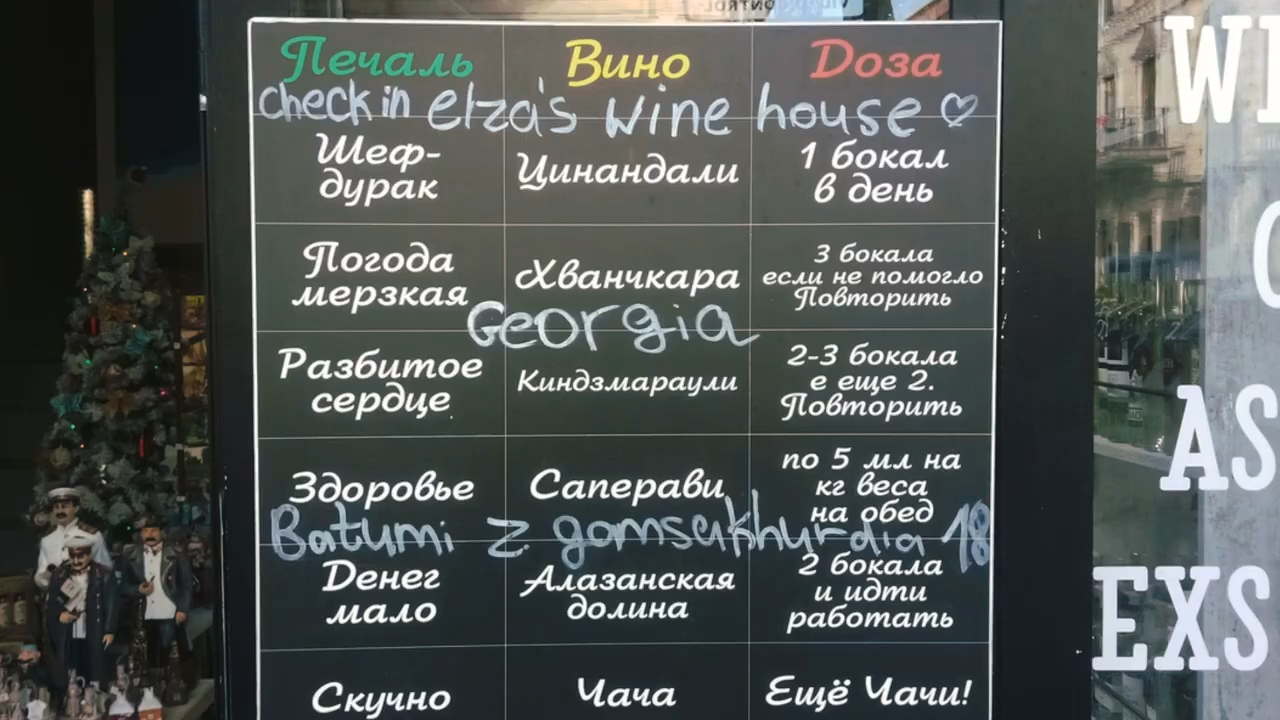 Печаль Вино Доза
check in elza's wine house ♡
Шеф-
дурак
Цинандали
1 бокал
в день
Погода
мерзкая
Хванчкара
3 бокала
если не помогло
Повторить
Georgia
Разбитое
сердце
Киндзмараули
2-3 бокала
е еще 2.
Повторить
Здоровье
Саперави
по 5 мл на
кг веса
на обед
Batumi z. gamsakhurdia 18
Денег
мало
Алазанская
долина
2 бокала
и идти
работать
Скучно
Чача
Ещё Чачи!
AS
EXS